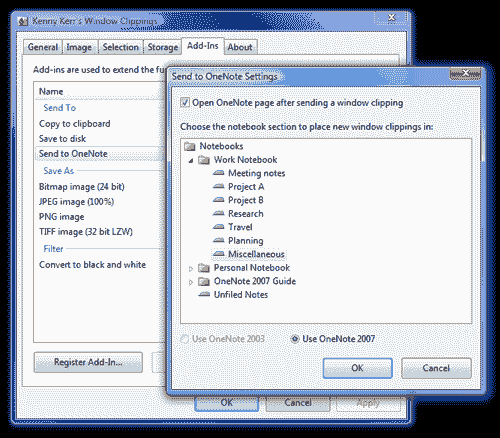 Kenny Kerr's Window Clippings
General
Image
Selection
Storage
Add-Ins
About
Add-ins are used to extend the
Name
Send To
Copy to clipboard
Save to disk
Send to OneNote
Save As
Bitmap image (24 bit)
JPEG image (100%)
PNG image
TIFF image (32 bit LZW)
Filter
Convert to black and white
Register Add-In...
OK
Cancel
Apply
Send to OneNote Settings
Open OneNote page after sending a window clipping
Choose the notebook section to place new window clippings in:
Notebooks
Work Notebook
Meeting notes
Project A
Project B
Research
Travel
Planning
Miscellaneous
Personal Notebook
OneNote 2007 Guide
Unfiled Notes
Use OneNote 2003
Use OneNote 2007
OK
Cancel